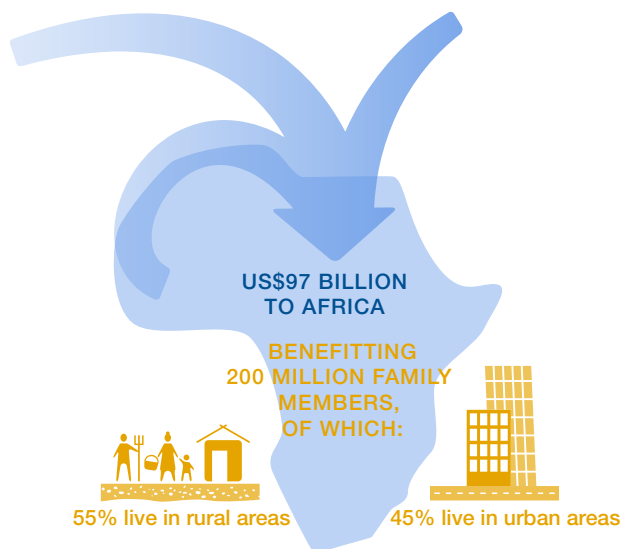 US$97 BILLION
TO AFRICA
BENEFITTING
200 MILLION FAMILY
MEMBERS,
OF WHICH:
55% live in rural areas
45% live in urban areas